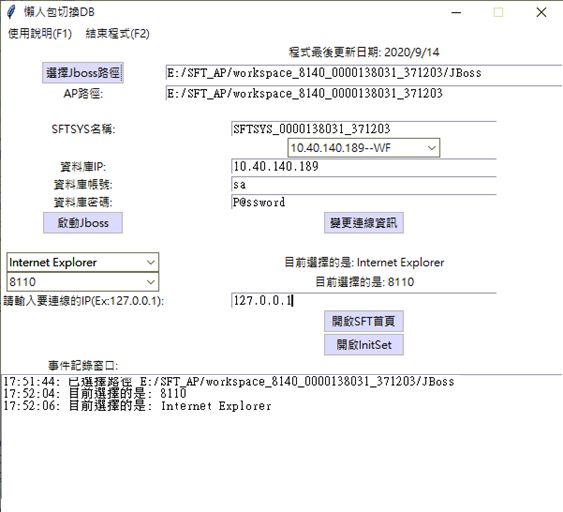 懶人包切換DB
使用說明(F1) 結束程式(F2)
程式最後更新日期: 2020/9/14
選擇Jboss路徑 E:/SFT_AP/workspace_8140_0000138031_371203/JBoss
AP路徑: E:/SFT_AP/workspace_8140_0000138031_371203
SFTSYS名稱: SFTSYS_0000138031_371203
10.40.140.189--WF
資料庫IP: 10.40.140.189
資料庫帳號: sa
資料庫密碼: P@ssword
啟動Jboss 變更連線資訊
Internet Explorer 目前選擇的是: Internet Explorer
8110 目前選擇的是: 8110
請輸入要連線的IP(Ex:127.0.0.1): 127.0.0.1
開啟SFT首頁
開啟InitSet
事件記錄窗口:
17:51:44: 已選擇路徑 E:/SFT_AP/workspace_8140_0000138031_371203/JBoss
17:52:04: 目前選擇的是: 8110
17:52:06: 目前選擇的是: Internet Explorer